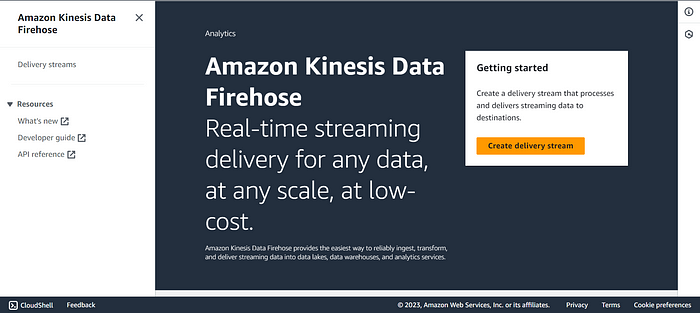 Amazon Kinesis Data
Firehose
Delivery streams
Resources
What's new
Developer guide
API reference
Analytics
Amazon Kinesis Data
Firehose
Real-time streaming
delivery for any data,
at any scale, at low-
cost.
Amazon Kinesis Data Firehose provides the easiest way to reliably ingest, transform,
and deliver streaming data into data lakes, data warehouses, and analytics services.
Getting started
Create a delivery stream that processes
and delivers streaming data to
destinations.
Create delivery stream
CloudShell Feedback © 2023, Amazon Web Services, Inc. or its affiliates. Privacy Terms Cookie preferences